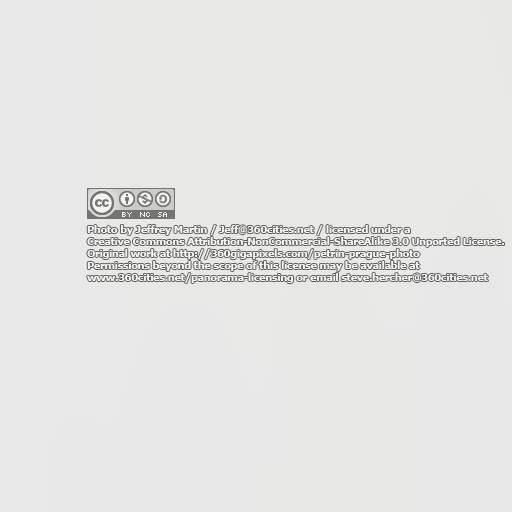 cc
BY NC SA
Photo by Jeffrey Martin / Jeff@360cities.net / licensed under a
Creative Commons Attribution-NonCommercial-ShareAlike 3.0 Unported License.
Original work at http://360gigapixels.com/petrin-prague-photo
Permissions beyond the scope of this license may be available at
www.360cities.net/panorama-licensing or email steve.hercher@360cities.net